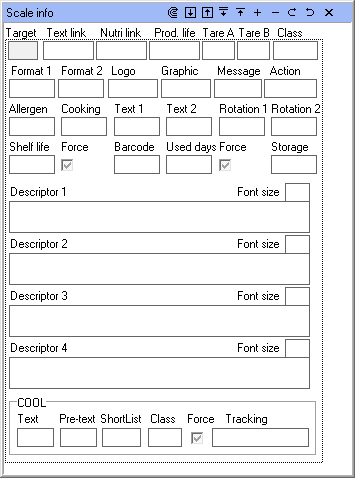 Scale info
Target Text link Nutri link Prod. life Tare A Tare B Class
Format 1 Format 2 Logo Graphic Message Action
Allergen Cooking Text 1 Text 2 Rotation 1 Rotation 2
Shelf life Force Barcode Used days Force Storage
Descriptor 1 Font size
Descriptor 2 Font size
Descriptor 3 Font size
Descriptor 4 Font size
COOL
Text Pre-text ShortList Class Force Tracking